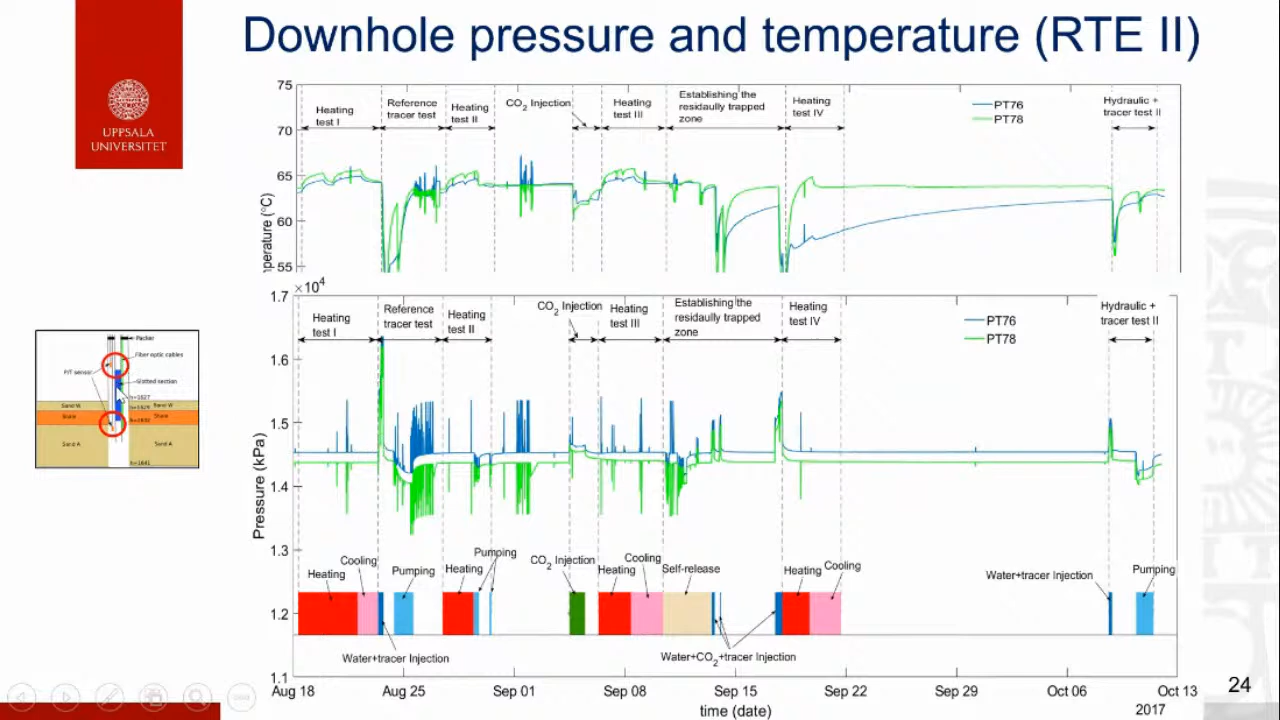 Downhole pressure and temperature (RTE II)
UPPSALA
UNIVERSITET
75
70
65
60
55
perature (°C)
Heating
test I
Reference
tracer test
Heating
test II
CO2 Injection
Heating
test III
Establishing the
residaully trapped
zone
Heating
test IV
PT76
PT78
Hydraulic +
tracer test II
×10^4
1.7
1.6
1.5
1.4
1.3
1.2
1.1
Pressure (kPa)
Heating
test I
Reference
tracer test
Heating
test II
CO2 Injection
Heating
test III
Establishing the
residaully trapped
zone
Heating
test IV
PT76
PT78
Hydraulic +
tracer test II
Packer
Fiber optic cables
P/T sensor
Slotted section
Sand W
Sand W
Shale
Shale
Sand A
Sand A
Heating
Cooling
Pumping
Heating
Pumping
CO2 Injection
Heating
Cooling
Self-release
Heating
Cooling
Water+tracer Injection
Pumping
Water+tracer Injection
Water+CO2+tracer Injection
Aug 18
Aug 25
Sep 01
Sep 08
Sep 15
Sep 22
Sep 29
Oct 06
Oct 13
time (date)
2017
24